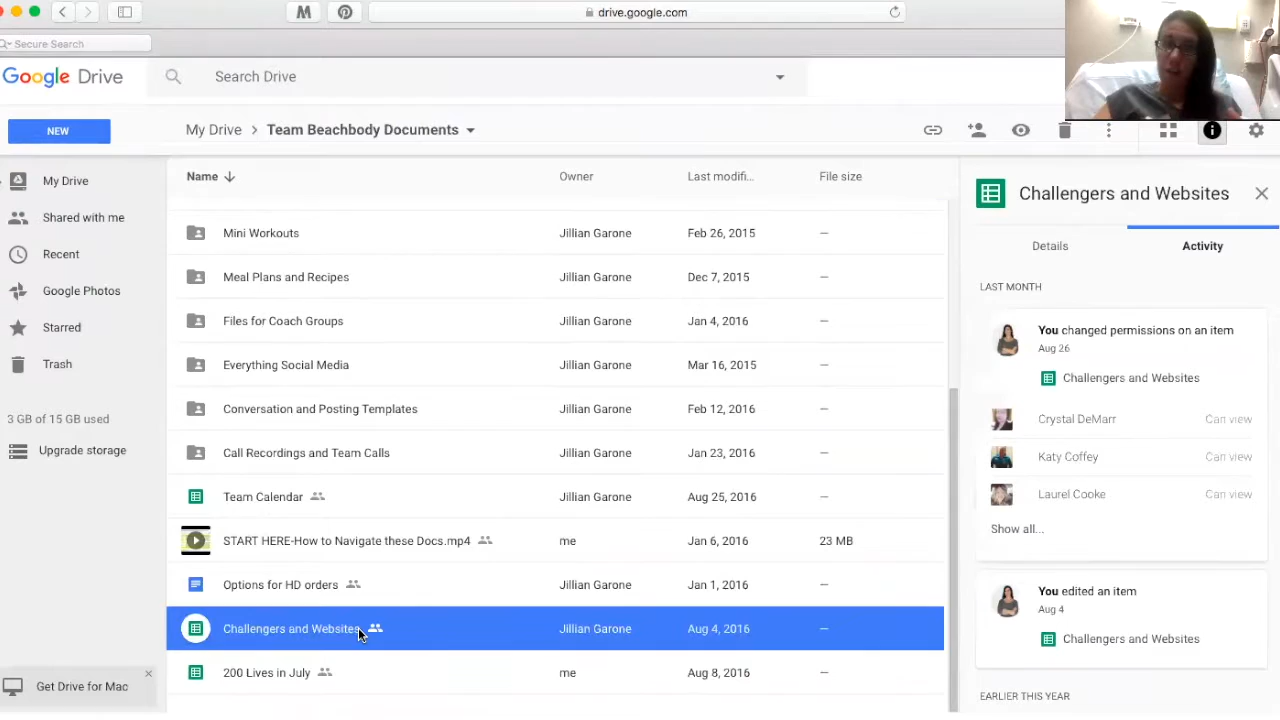 drive.google.com
Secure Search
Google Drive
Search Drive
NEW
My Drive > Team Beachbody Documents
My Drive
Shared with me
Recent
Google Photos
Starred
Trash
3 GB of 15 GB used
Upgrade storage
Get Drive for Mac
Name Owner Last modifi... File size
Mini Workouts Jillian Garone Feb 26, 2015 —
Meal Plans and Recipes Jillian Garone Dec 7, 2015 —
Files for Coach Groups Jillian Garone Jan 4, 2016 —
Everything Social Media Jillian Garone Mar 16, 2015 —
Conversation and Posting Templates Jillian Garone Feb 12, 2016 —
Call Recordings and Team Calls Jillian Garone Jan 23, 2016 —
Team Calendar Jillian Garone Aug 25, 2016 —
START HERE-How to Navigate these Docs.mp4 me Jan 6, 2016 23 MB
Options for HD orders Jillian Garone Jan 1, 2016 —
Challengers and Websites Jillian Garone Aug 4, 2016 —
200 Lives in July me Aug 8, 2016 —
Challengers and Websites
Details Activity
LAST MONTH
You changed permissions on an item
Aug 26
Challengers and Websites
Crystal DeMarr Can view
Katy Coffey Can view
Laurel Cooke Can view
Show all...
You edited an item
Aug 4
Challengers and Websites
EARLIER THIS YEAR